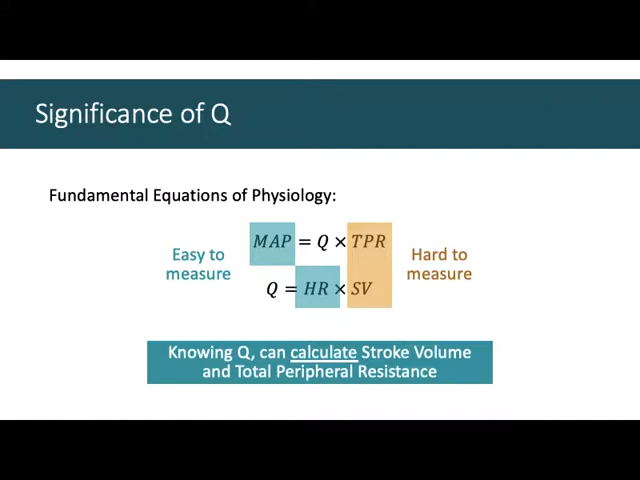 Significance of Q
Fundamental Equations of Physiology:
MAP = Q × TPR
Easy to
measure
Hard to
measure
Q = HR × SV
Knowing Q, can calculate Stroke Volume
and Total Peripheral Resistance